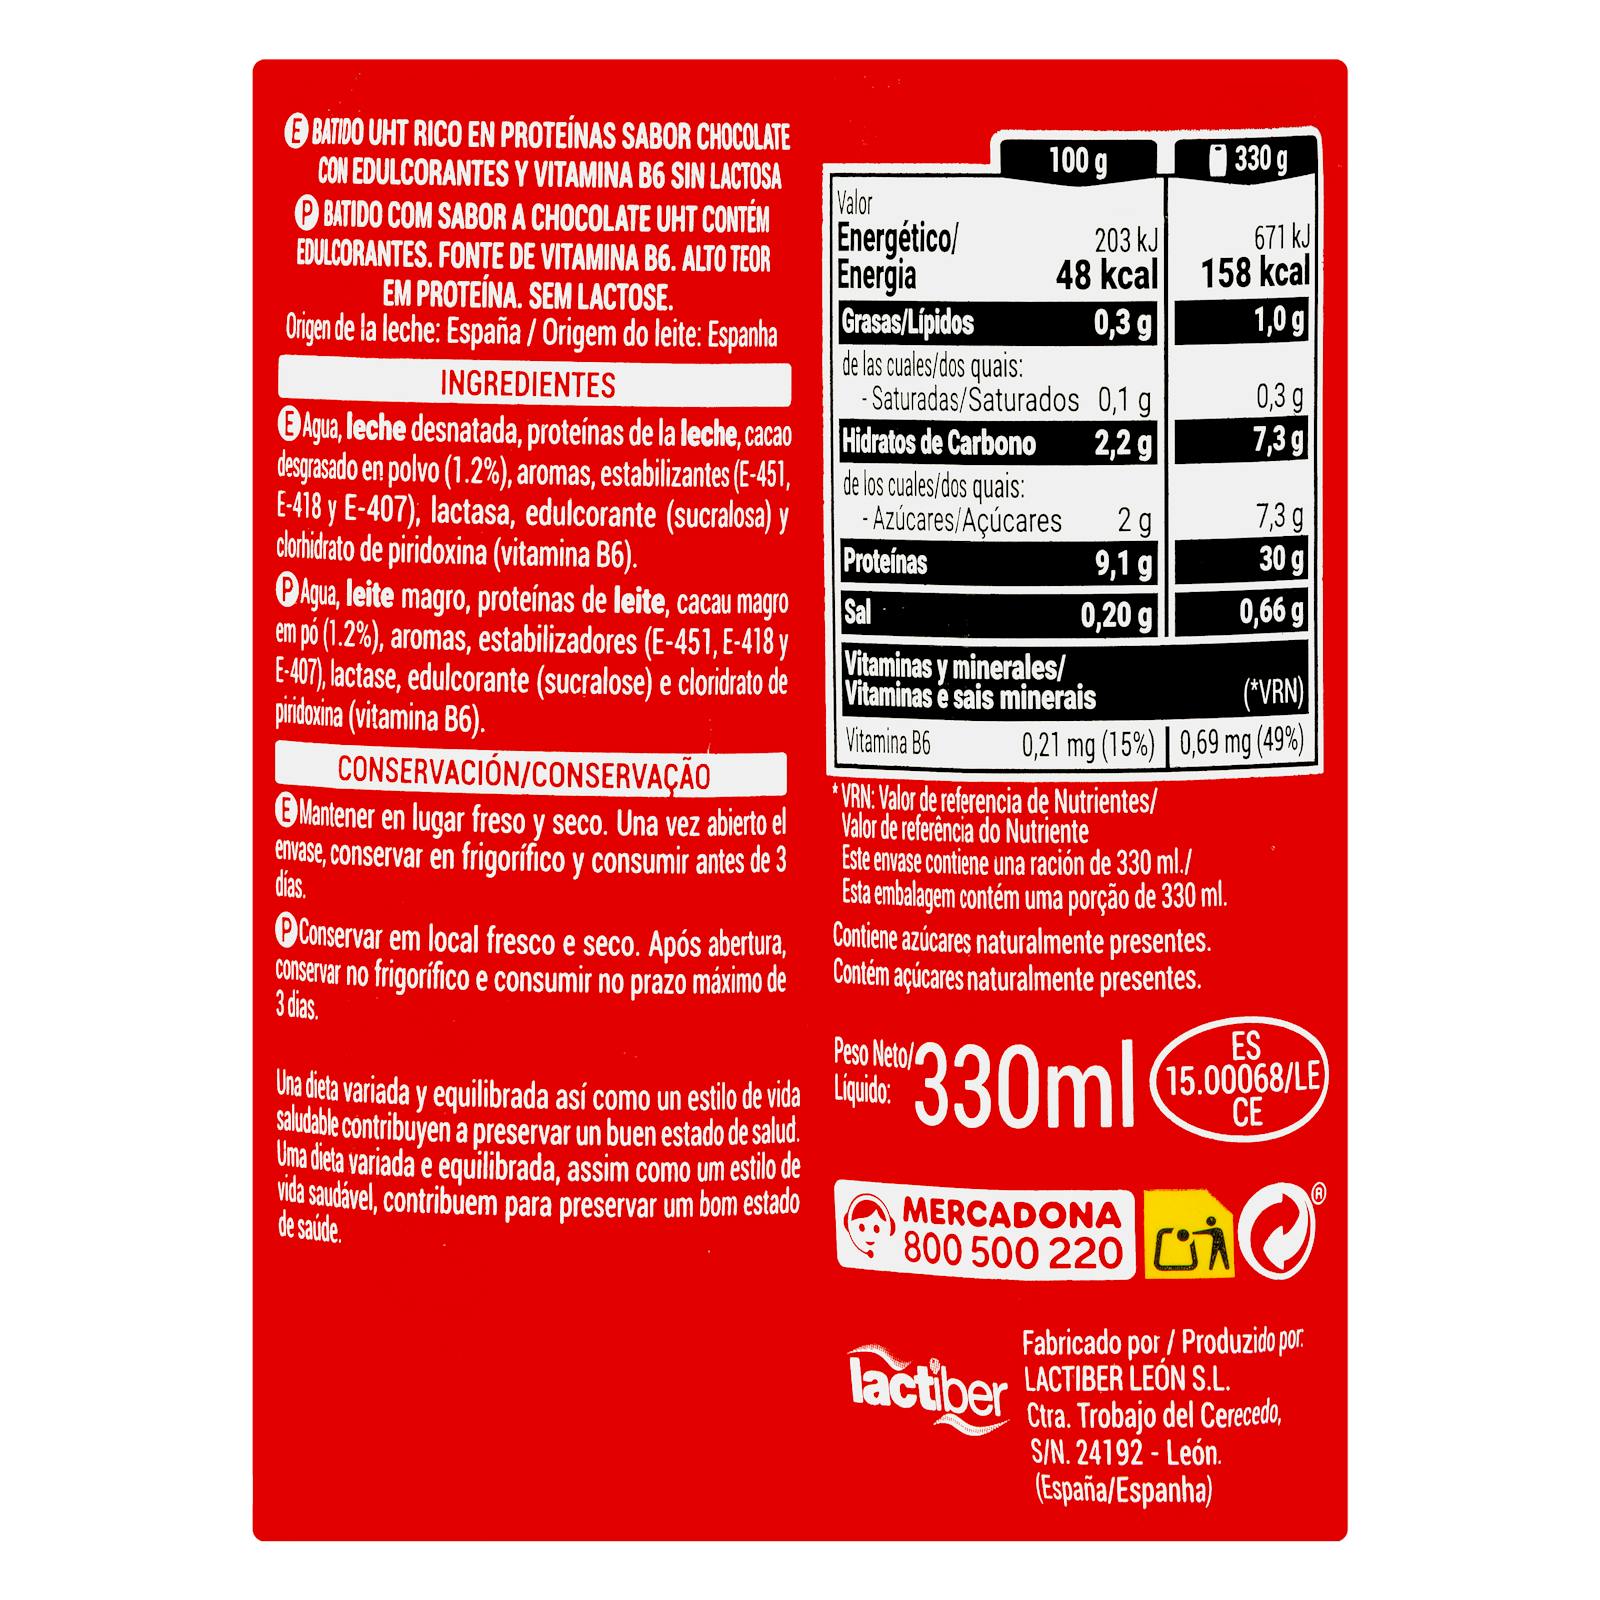 E BATIDO UHT RICO EN PROTEÍNAS SABOR CHOCOLATE
CON EDULCORANTES Y VITAMINA B6 SIN LACTOSA
P BATIDO COM SABOR A CHOCOLATE UHT CONTÉM
EDULCORANTES. FONTE DE VITAMINA B6. ALTO TEOR
EM PROTEÍNA. SEM LACTOSE.
Origen de la leche: España / Origem do leite: Espanha
INGREDIENTES
E Agua, leche desnatada, proteínas de la leche, cacao
desgrasado en polvo (1.2%), aromas, estabilizantes (E-451,
E-418 y E-407), lactasa, edulcorante (sucralosa) y
clorhidrato de piridoxina (vitamina B6).
P Agua, leite magro, proteínas de leite, cacau magro
em pó (1.2%), aromas, estabilizadores (E-451, E-418 y
E-407), lactase, edulcorante (sucralose) e cloridrato de
piridoxina (vitamina B6).
CONSERVACIÓN/CONSERVAÇÃO
E Mantener en lugar freso y seco. Una vez abierto el
envase, conservar en frigorífico y consumir antes de 3
días.
P Conservar em local fresco e seco. Após abertura,
conservar no frigorífico e consumir no prazo máximo de
3 dias.
Una dieta variada y equilibrada así como un estilo de vida
saludable contribuyen a preservar un buen estado de salud.
Uma dieta variada e equilibrada, assim como um estilo de
vida saudável, contribuem para preservar um bom estado
de saúde.
100 g 330 g
Valor
Energético/ 203 kJ 671 kJ
Energia 48 kcal 158 kcal
Grasas/Lípidos 0,3 g 1,0 g
de las cuales/dos quais:
- Saturadas/Saturados 0,1 g 0,3 g
Hidratos de Carbono 2,2 g 7,3 g
de los cuales/dos quais:
- Azúcares/Açúcares 2 g 7,3 g
Proteínas 9,1 g 30 g
Sal 0,20 g 0,66 g
Vitaminas y minerales/
Vitaminas e sais minerais (*VRN)
Vitamina B6 0,21 mg (15%) 0,69 mg (49%)
* VRN: Valor de referencia de Nutrientes/
Valor de referência do Nutriente
Este envase contiene una ración de 330 ml./
Esta embalagem contém uma porção de 330 ml.
Contiene azúcares naturalmente presentes.
Contém açúcares naturalmente presentes.
Peso Neto/
Líquido: 330ml
ES
15.00068/LE
CE
MERCADONA
800 500 220
®
lactiber
Fabricado por / Produzido por:
LACTIBER LEÓN S.L.
Ctra. Trobajo del Cerecedo,
S/N. 24192 - León.
(España/Espanha)